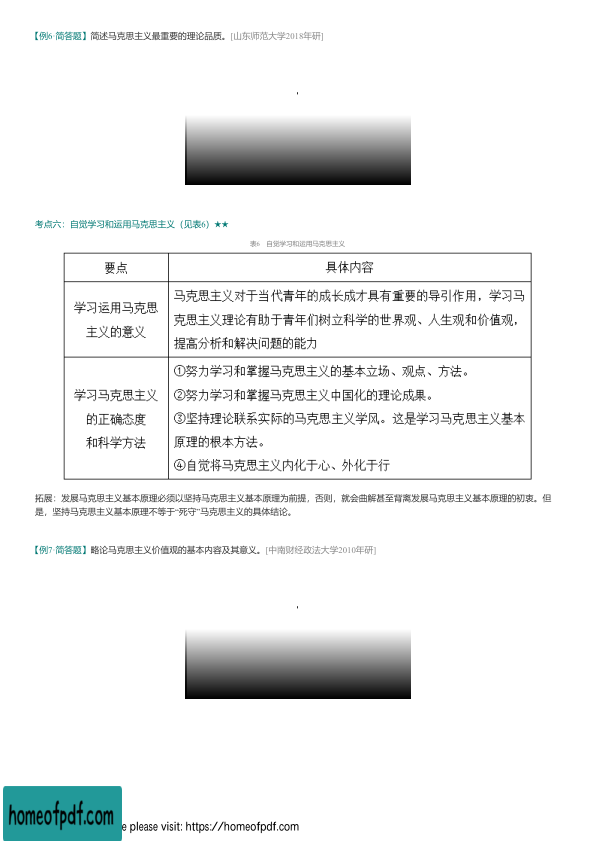 【例6·简答题】简述马克思主义最重要的理论品质。[山东师范大学2018年研]
考点六：自觉学习和运用马克思主义（见表6）★★
表6 自觉学习和运用马克思主义
要点
具体内容
学习运用马克思
主义的意义
马克思主义对于当代青年的成长成才具有重要的导引作用，学习马
克思主义理论有助于青年们树立科学的世界观、人生观和价值观，
提高分析和解决问题的能力
学习马克思主义
的正确态度
和科学方法
①努力学习和掌握马克思主义的基本立场、观点、方法。
②努力学习和掌握马克思主义中国化的理论成果。
③坚持理论联系实际的马克思主义学风。这是学习马克思主义基本
原理的根本方法。
④自觉将马克思主义内化于心、外化于行
拓展：发展马克思主义基本原理必须以坚持马克思主义基本原理为前提，否则，就会曲解甚至背离发展马克思主义基本原理的初衷。但
是，坚持马克思主义基本原理不等于“死守”马克思主义的具体结论。
【例7·简答题】略论马克思主义价值观的基本内容及其意义。[中南财经政法大学2010年研]
homeofpdf.com
e please visit: https://homeofpdf.com